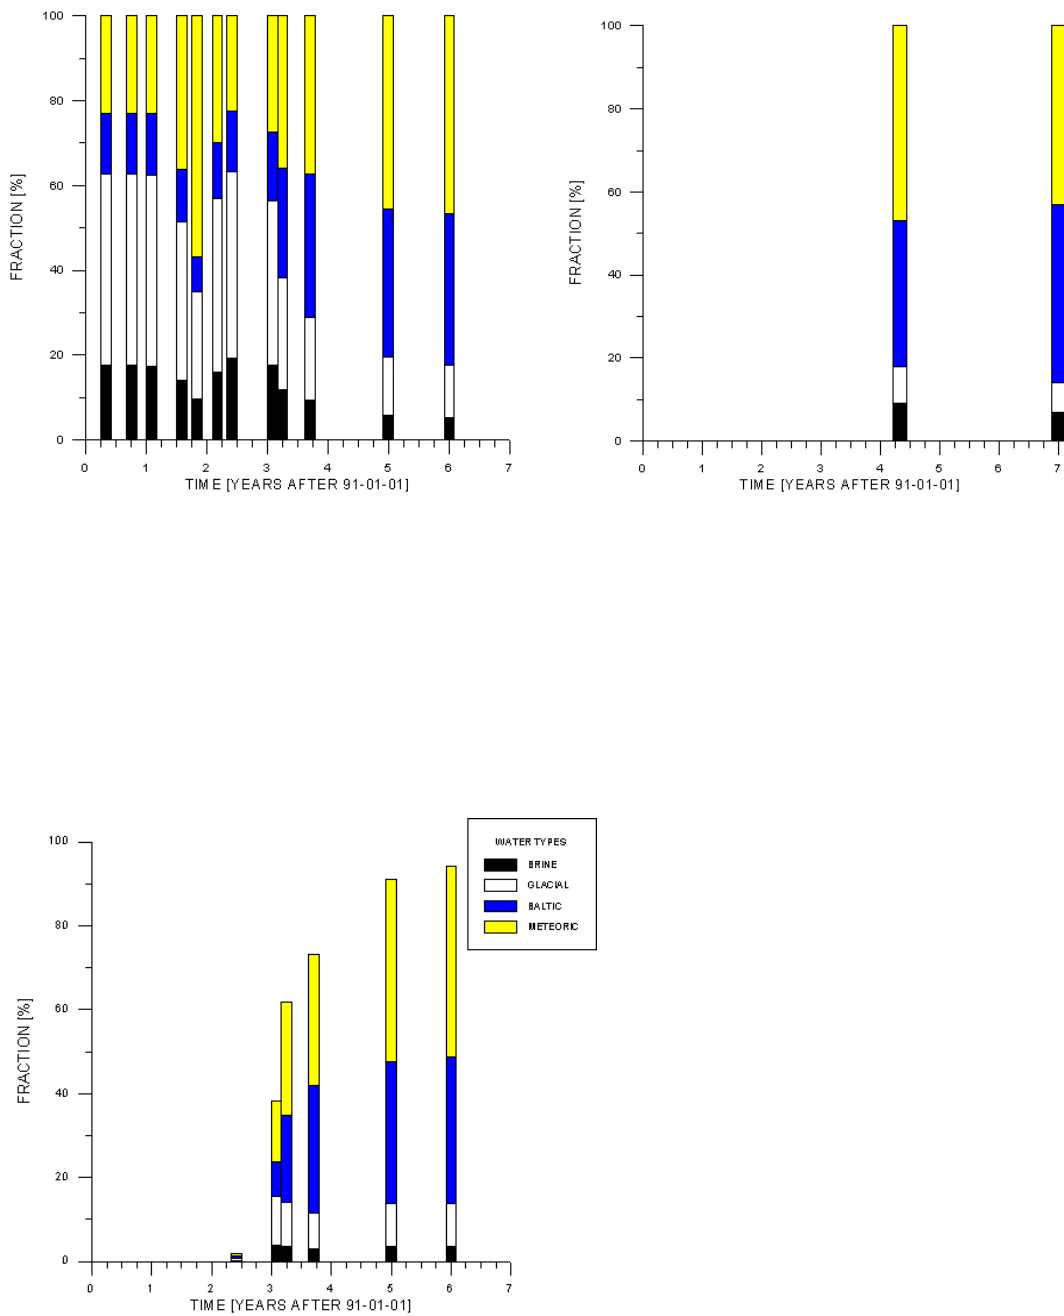 100
80
60
40
20
0
FRACTION [%]
0 1 2 3 4 5 6 7
TIME [YEARS AFTER 91-01-01]
100
80
60
40
20
0
FRACTION [%]
0 1 2 3 4 5 6 7
TIME [YEARS AFTER 91-01-01]
100
80
60
40
20
0
FRACTION [%]
0 1 2 3 4 5 6 7
TIME [YEARS AFTER 91-01-01]
WATER TYPES
BRINE
GLACIAL
BALTIC
METEORIC